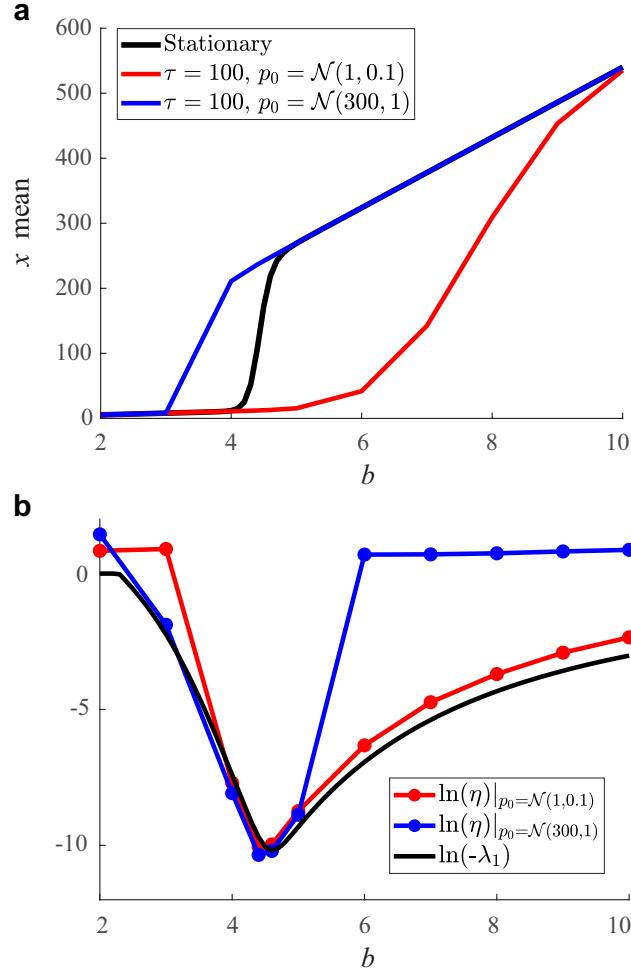 a
600
500
400
300
200
100
0
x mean
Stationary
τ = 100, p₀ = 𝒩(1, 0.1)
τ = 100, p₀ = 𝒩(300, 1)
2 4 6 8 10
b
b
0
-5
-10
ln(η)|p₀=𝒩(1,0.1)
ln(η)|p₀=𝒩(300,1)
ln(-λ₁)
2 4 6 8 10
b